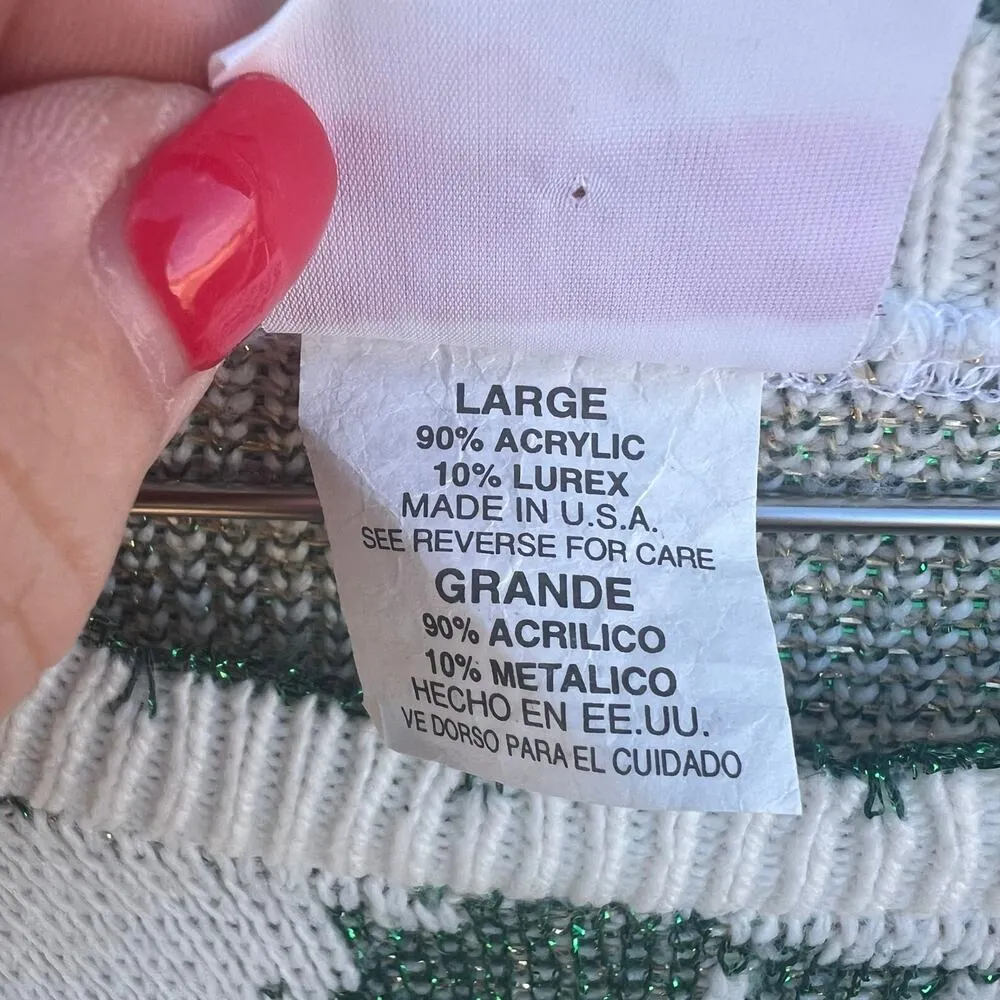 LARGE
90% ACRYLIC
10% LUREX
MADE IN U.S.A.
SEE REVERSE FOR CARE
GRANDE
90% ACRILICO
10% METALICO
HECHO EN EE.UU.
VE DORSO PARA EL CUIDADO